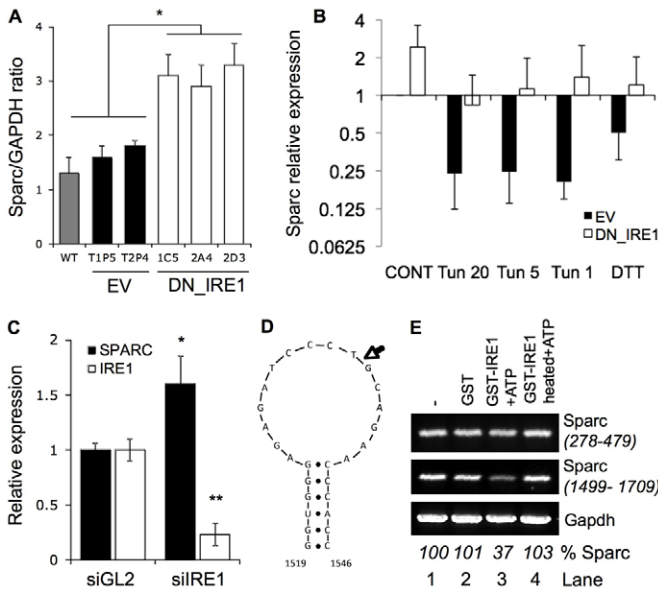 A
Sparc/GAPDH ratio
4
3
2
1
0
*
WT T1P5 T2P4 1C5 2A4 2D3
EV DN_IRE1
B
Sparc relative expression
4
2
1
0.5
0.25
0.125
0.0625
EV
DN_IRE1
CONT Tun 20 Tun 5 Tun 1 DTT
C
Relative expression
2
1.5
1
0.5
0
SPARC
IRE1
*
**
siGL2 siIRE1
D
GGUGGGAGAGATCCCTGCAGAACCCACC
1519 1546
E
-
GST
GST-IRE1 +ATP
GST-IRE1 heated+ATP
Sparc
(278-479)
Sparc
(1499- 1709)
Gapdh
100 101 37 103 % Sparc
1 2 3 4 Lane